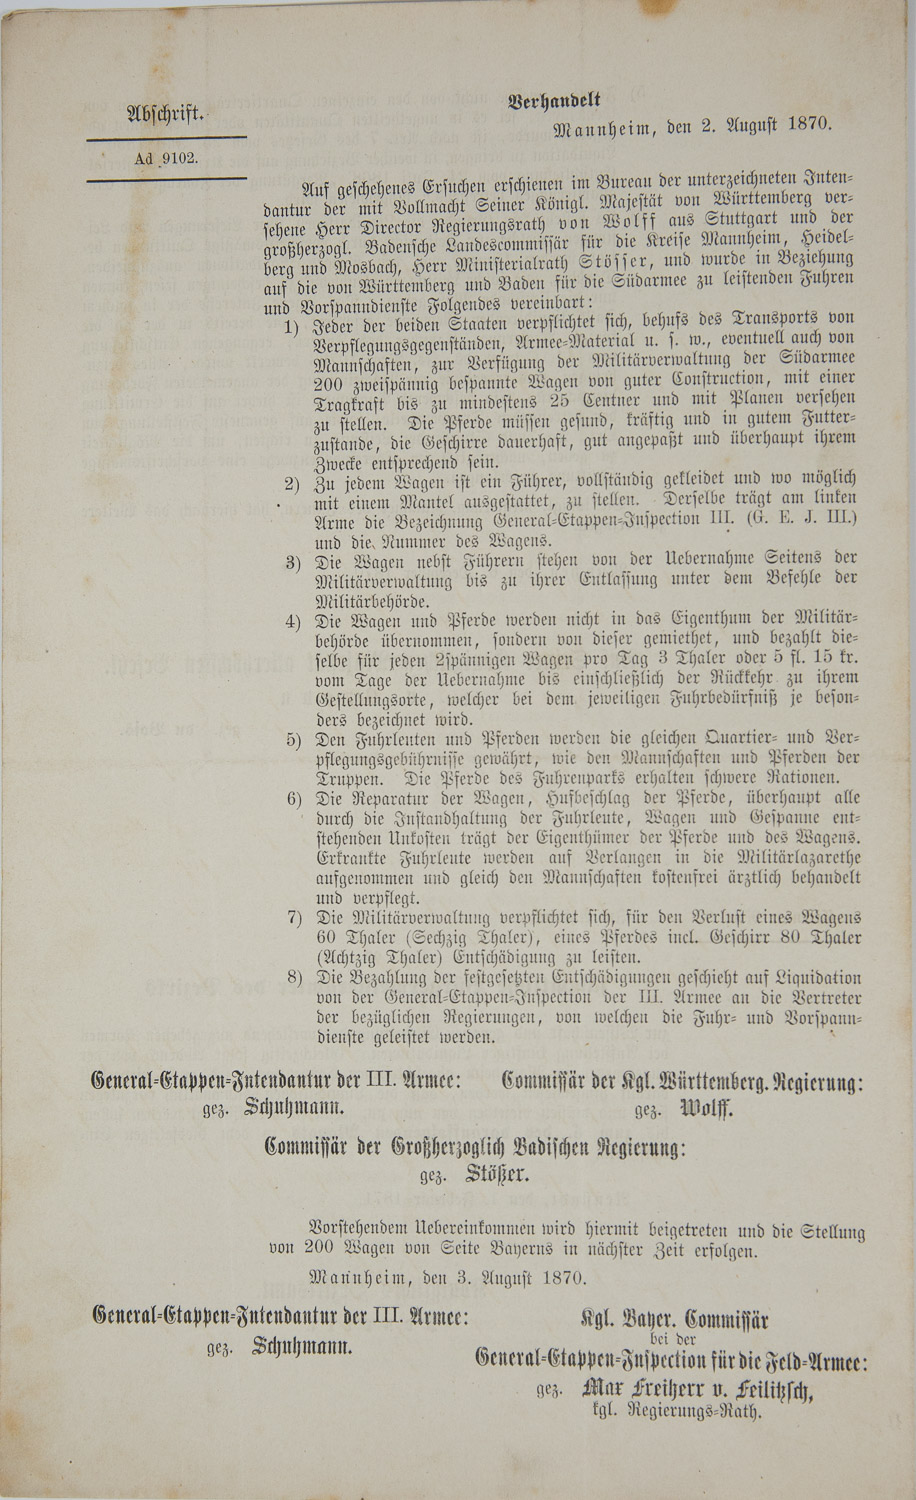 Abschrift.
Ad 9102.
Verhandelt
Mannheim, den 2. August 1870.
Auf geschehenes Ersuchen erschienen im Bureau der unterzeichneten Inten-
dantur der mit Vollmacht Seiner Königl. Majestät von Württemberg ver-
sehene Herr Director Regierungsrath von Wolff aus Stuttgart und der
großherzogl. Badensche Landescommissär für die Kreise Mannheim, Heidel-
berg und Mosbach, Herr Ministerialrath Stösser, und wurde in Beziehung
auf die von Württemberg und Baden für die Südarmee zu leistenden Fuhren
und Vorspanndienste Folgendes vereinbart:
1) Jeder der beiden Staaten verpflichtet sich, behufs des Transports von
Verpflegungsgegenständen, Armee-Material u. s. w., eventuell auch von
Mannschaften, zur Verfügung der Militärverwaltung der Südarmee
200 zweispännig bespannte Wagen von guter Construction, mit einer
Tragkraft bis zu mindestens 25 Centner und mit Planen versehen
zu stellen. Die Pferde müssen gesund, kräftig und in gutem Futter-
zustande, die Geschirre dauerhaft, gut angepaßt und überhaupt ihrem
Zwecke entsprechend sein.
2) Zu jedem Wagen ist ein Führer, vollständig gekleidet und wo möglich
mit einem Mantel ausgestattet, zu stellen. Derselbe trägt am linken
Arme die Bezeichnung General-Etappen-Inspection III. (G. E. J. III.)
und die Nummer des Wagens.
3) Die Wagen nebst Führern stehen von der Uebernahme Seitens der
Militärverwaltung bis zu ihrer Entlassung unter dem Befehle der
Militärbehörde.
4) Die Wagen und Pferde werden nicht in das Eigenthum der Militär-
behörde übernommen, sondern von dieser gemiethet, und bezahlt die-
selbe für jeden 2spännigen Wagen pro Tag 3 Thaler oder 5 fl. 15 kr.
vom Tage der Uebernahme bis einschließlich der Rückkehr zu ihrem
Gestellungsorte, welcher bei dem jeweiligen Fuhrbedürfniß je beson-
ders bezeichnet wird.
5) Den Fuhrleuten und Pferden werden die gleichen Quartier- und Ver-
pflegungsgebührnisse gewährt, wie den Mannschaften und Pferden der
Truppen. Die Pferde des Fuhrenparks erhalten schwere Rationen.
6) Die Reparatur der Wagen, Hufbeschlag der Pferde, überhaupt alle
durch die Instandhaltung der Fuhrleute, Wagen und Gespanne ent-
stehenden Unkosten trägt der Eigenthümer der Pferde und des Wagens.
Erkrankte Fuhrleute werden auf Verlangen in die Militärlazarethe
aufgenommen und gleich den Mannschaften kostenfrei ärztlich behandelt
und verpflegt.
7) Die Militärverwaltung verpflichtet sich, für den Verlust eines Wagens
60 Thaler (Sechzig Thaler), eines Pferdes incl. Geschirr 80 Thaler
(Achtzig Thaler) Entschädigung zu leisten.
8) Die Bezahlung der festgesetzten Entschädigungen geschieht auf Liquidation
von der General-Etappen-Inspection der III. Armee an die Vertreter
der bezüglichen Regierungen, von welchen die Fuhr- und Vorspann-
dienste geleistet werden.
General-Etappen-Intendantur der III. Armee:
gez. Schuhmann.
Commissär der Kgl. Württemberg. Regierung:
gez. Wolff.
Commissär der Großherzoglich Badischen Regierung:
gez. Stößer.
Vorstehendem Uebereinkommen wird hiermit beigetreten und die Stellung
von 200 Wagen von Seite Bayerns in nächster Zeit erfolgen.
Mannheim, den 3. August 1870.
General-Etappen-Intendantur der III. Armee:
gez. Schuhmann.
Kgl. Bayer. Commissär
bei der
General-Etappen-Inspection für die Feld-Armee:
gez. Max Freiherr v. Feilitzsch,
kgl. Regierungs-Rath.